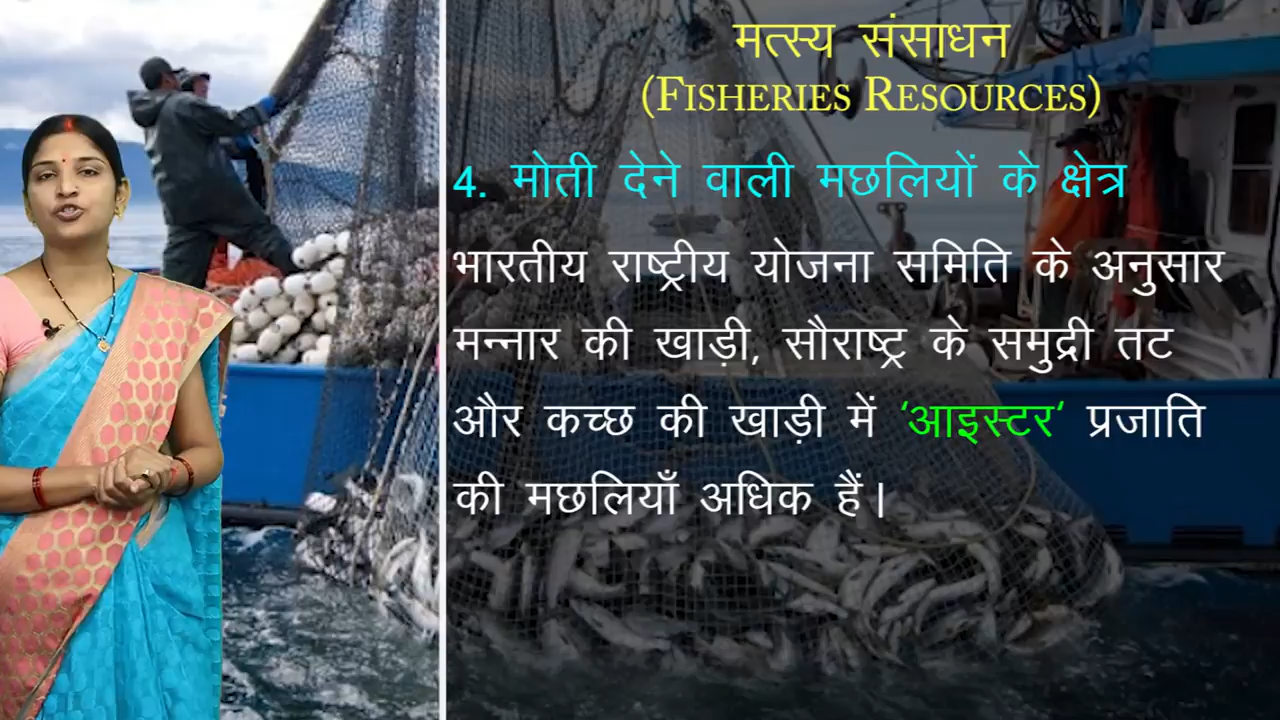 मत्स्य संसाधन
(FISHERIES RESOURCES)
4. मोती देने वाली मछलियों के क्षेत्र
भारतीय राष्ट्रीय योजना समिति के अनुसार
मन्नार की खाड़ी, सौराष्ट्र के समुद्री तट
और कच्छ की खाड़ी में ‘आइस्टर’ प्रजाति
की मछलियाँ अधिक हैं।